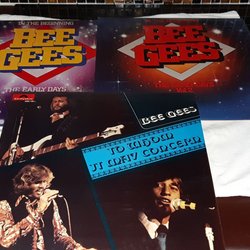 IN THE BEGINNING
BEE
GEES
THE EARLY DAYS
BEE
GEES
BEE GEES
TO WHOM
IT MAY CONCERN